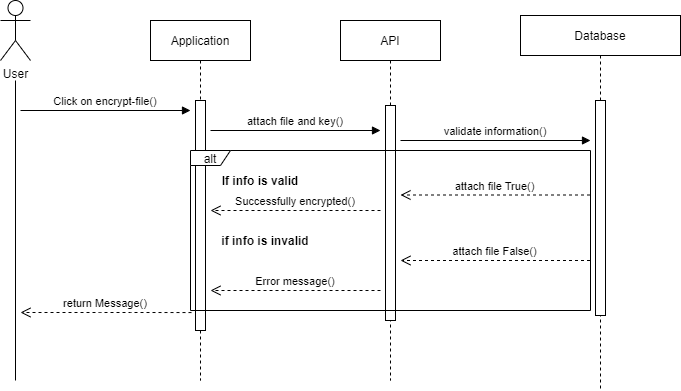 User
Application
API
Database
Click on encrypt-file()
attach file and key()
validate information()
alt
If info is valid
attach file True()
Successfully encrypted()
if info is invalid
attach file False()
Error message()
return Message()